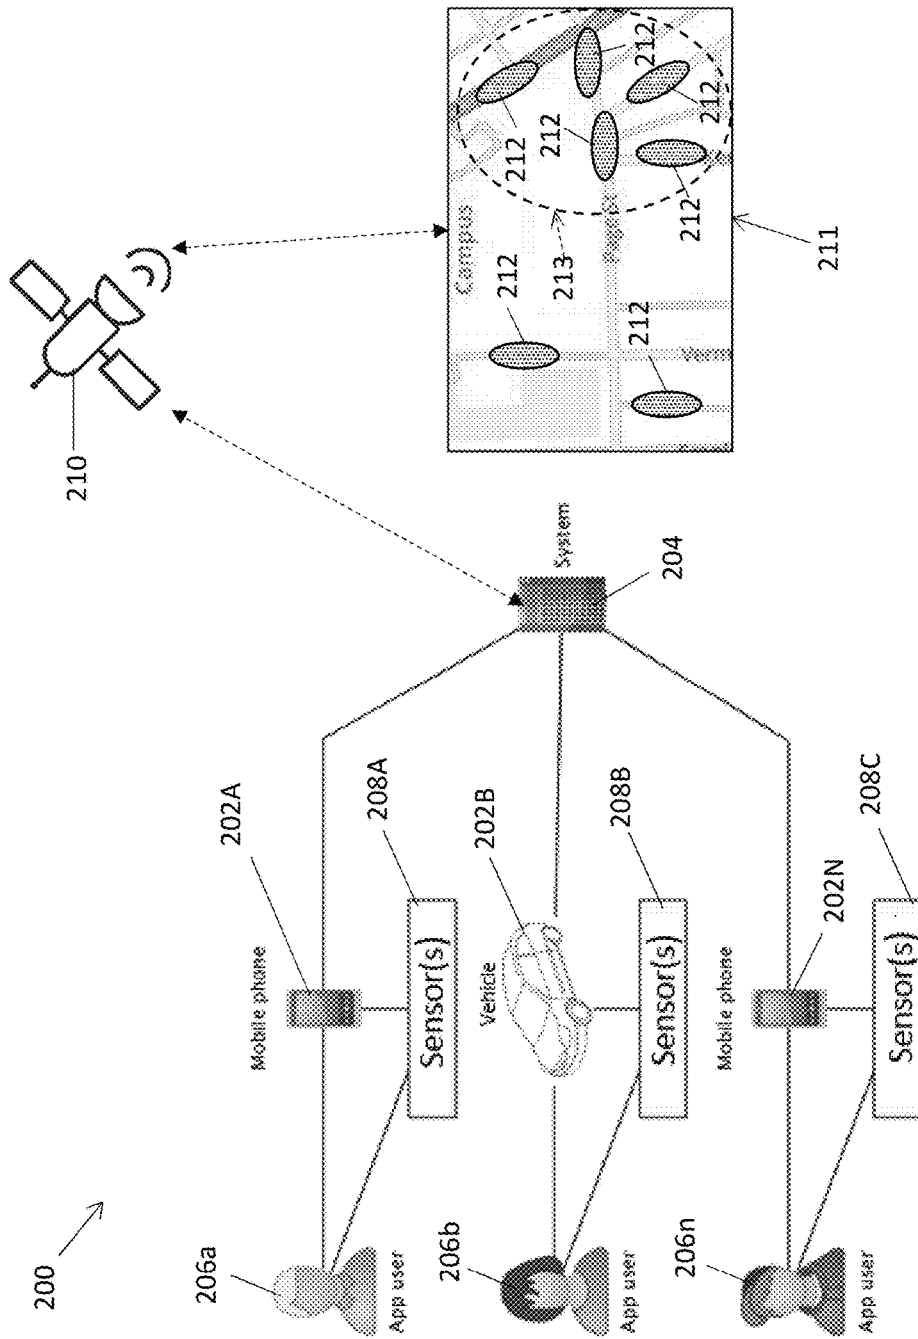 200
210
206a
202A
Mobile phone
208A
App user
Sensor(s)
206b
Campus
202B
Vehicle
212
212
212
System
213
208B
App user
212
212
Sensor(s)
204
206n
212
212
Mobile phone
211
202N
App user
208C
Sensor(s)